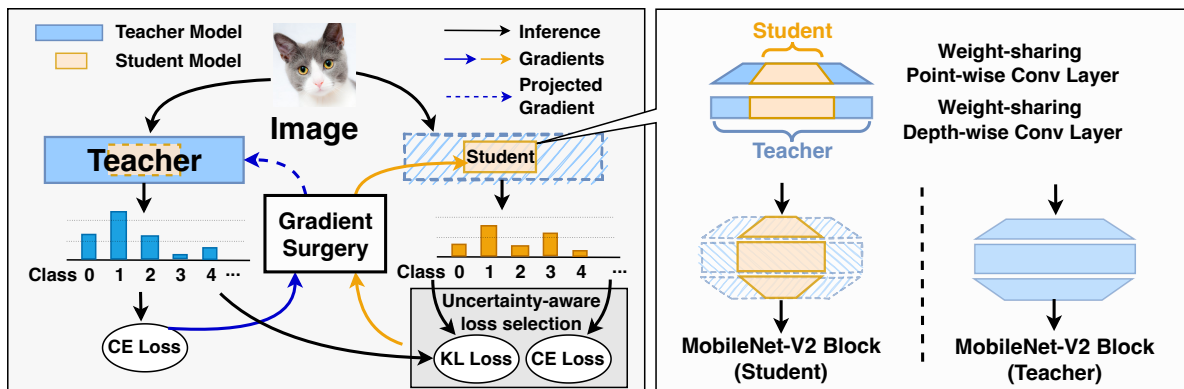 Teacher Model
Student Model
Inference
Gradients
Projected
Gradient
Image
Teacher
Student
Gradient
Surgery
Class 0 1 2 3 4 ...
Class 0 1 2 3 4 ...
Uncertainty-aware
loss selection
CE Loss
KL Loss
CE Loss
Student
Weight-sharing
Point-wise Conv Layer
Weight-sharing
Depth-wise Conv Layer
Teacher
MobileNet-V2 Block
(Student)
MobileNet-V2 Block
(Teacher)